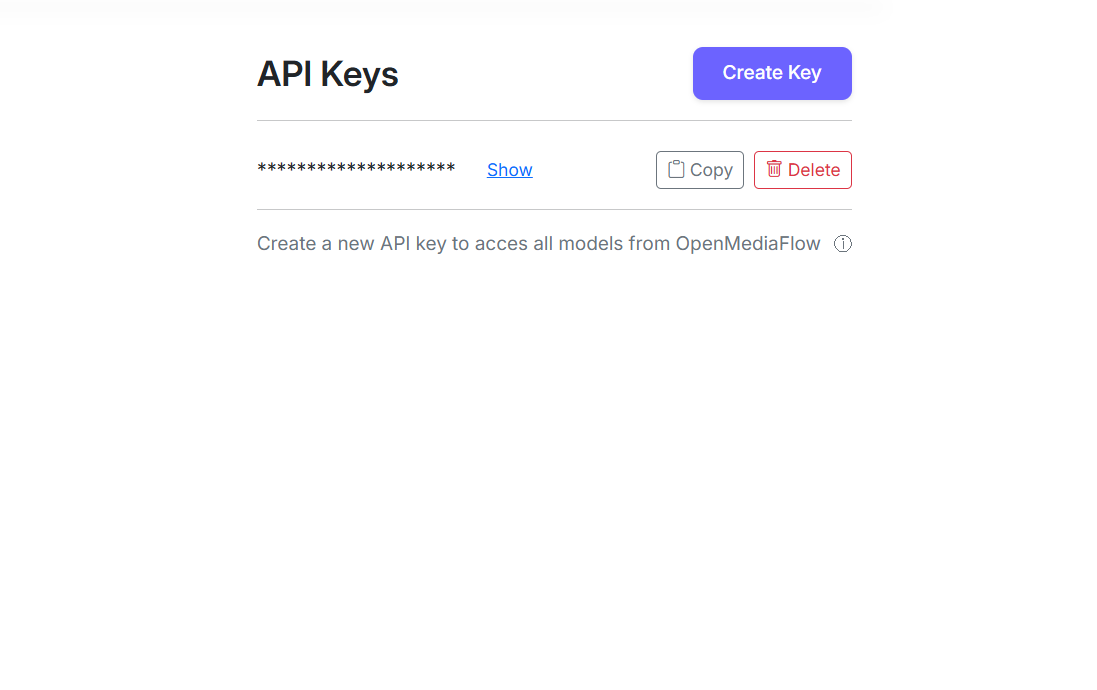 API Keys Create Key
******************** Show Copy Delete
Create a new API key to acces all models from OpenMediaFlow